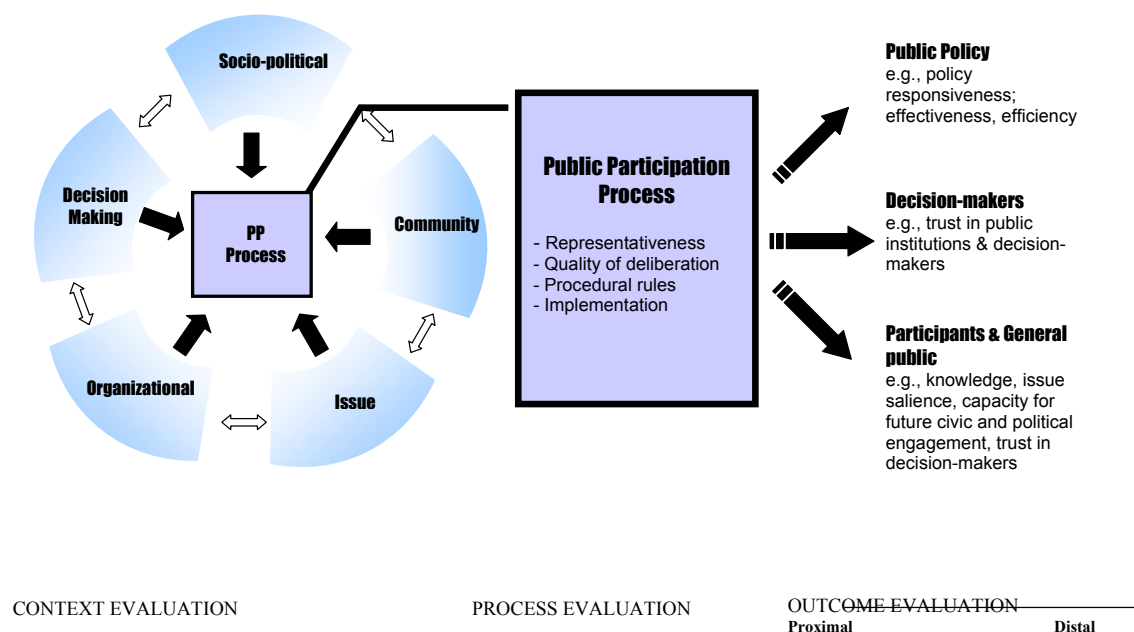 Socio-political
Decision
Making
PP
Process
Community
Organizational
Issue
Public Participation
Process
- Representativeness
- Quality of deliberation
- Procedural rules
- Implementation
Public Policy
e.g., policy
responsiveness;
effectiveness, efficiency
Decision-makers
e.g., trust in public
institutions & decision-
makers
Participants & General
public
e.g., knowledge, issue
salience, capacity for
future civic and political
engagement, trust in
decision-makers
CONTEXT EVALUATION
PROCESS EVALUATION
OUTCOME EVALUATION
Proximal Distal